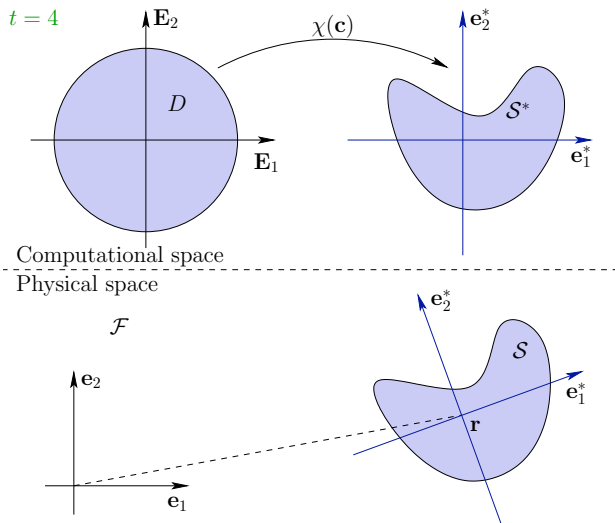 t = 4
E₂
χ(c)
e₂*
D
S*
E₁
e₁*
Computational space
Physical space
e₂*
F
S
e₂
e₁*
r
e₁